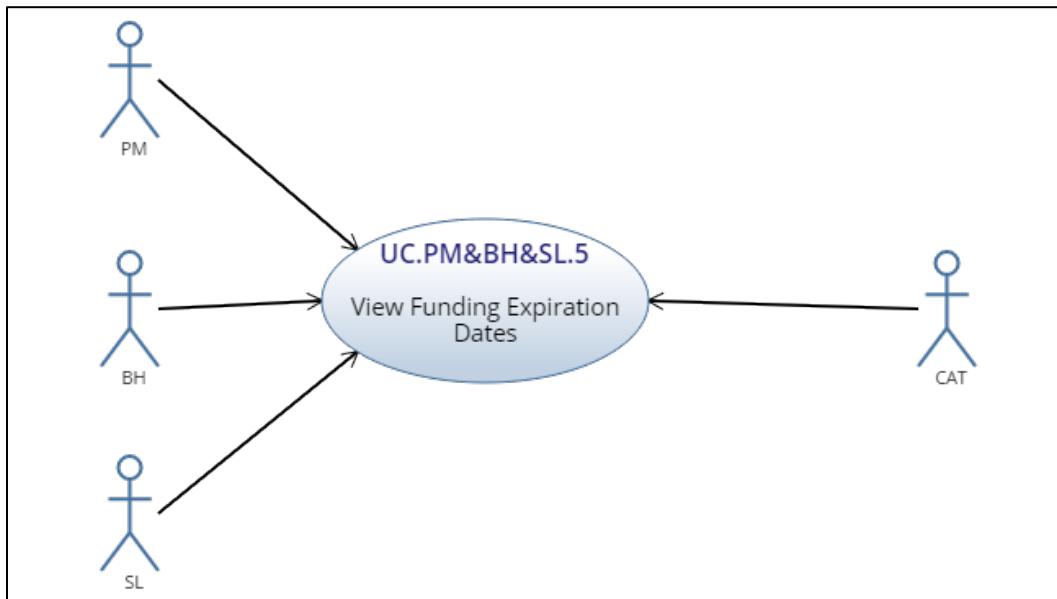 PM
UC.PM&BH&SL.5
View Funding Expiration
Dates
BH
CAT
SL